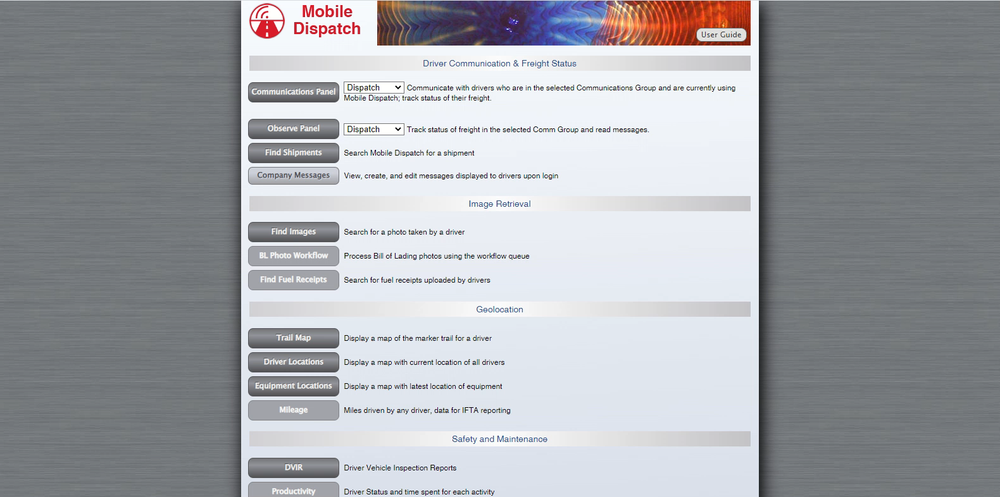 Mobile
Dispatch
User Guide
Driver Communication & Freight Status
Communications Panel
Dispatch
Communicate with drivers who are in the selected Communications Group and are currently using
Mobile Dispatch; track status of their freight.
Observe Panel
Dispatch
Track status of freight in the selected Comm Group and read messages.
Find Shipments
Search Mobile Dispatch for a shipment
Company Messages
View, create, and edit messages displayed to drivers upon login
Image Retrieval
Find Images
Search for a photo taken by a driver
BL Photo Workflow
Process Bill of Lading photos using the workflow queue
Find Fuel Receipts
Search for fuel receipts uploaded by drivers
Geolocation
Trail Map
Display a map of the marker trail for a driver
Driver Locations
Display a map with current location of all drivers
Equipment Locations
Display a map with latest location of equipment
Mileage
Miles driven by any driver, data for IFTA reporting
Safety and Maintenance
DVIR
Driver Vehicle Inspection Reports
Productivity
Driver Status and time spent for each activity